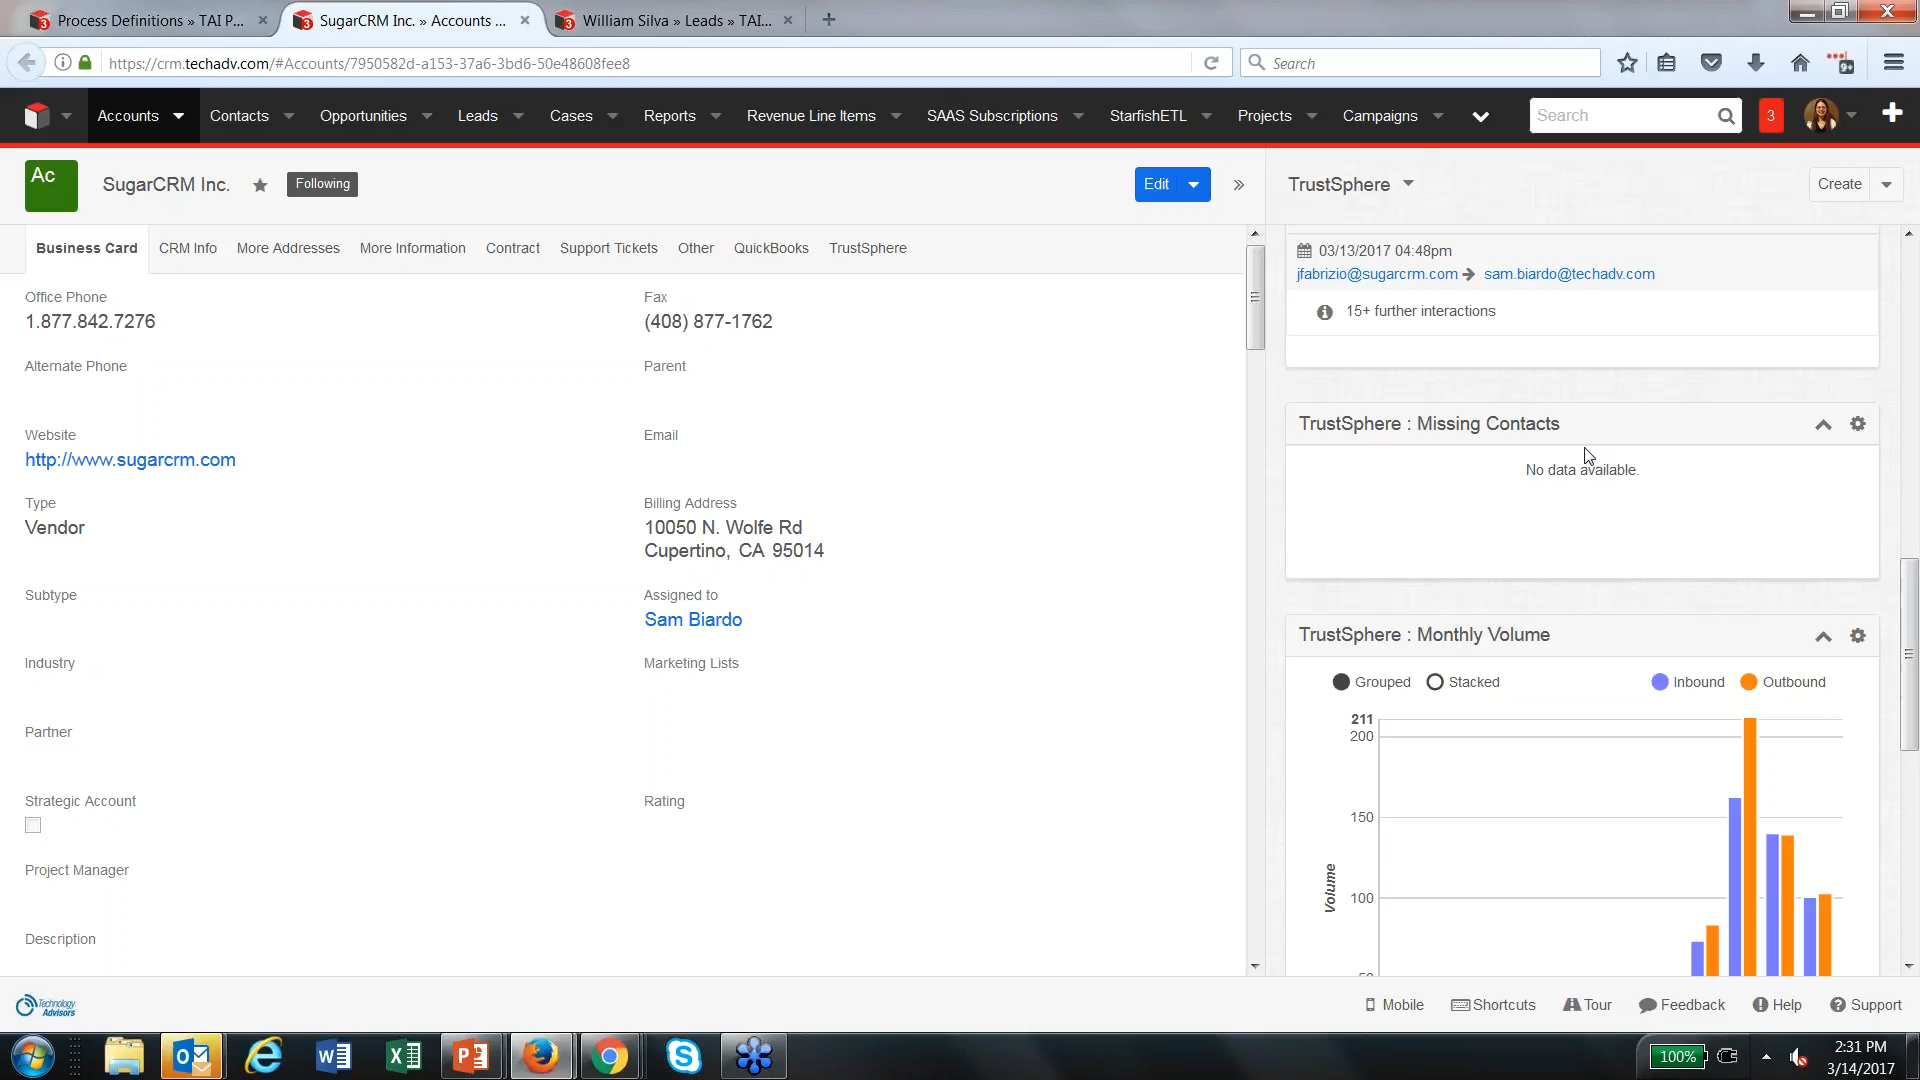 Process Definitions » TAI P...
SugarCRM Inc. » Accounts ...
William Silva » Leads » TAI...
https://crm.techadv.com/#Accounts/7950582d-a153-37a6-3bd6-50e48608fee8
Search
9+
Accounts
Contacts
Opportunities
Leads
Cases
Reports
Revenue Line Items
SAAS Subscriptions
StarfishETL
Projects
Campaigns
Search
3
Ac
SugarCRM Inc.
Following
Edit
TrustSphere
Create
Business Card
CRM Info
More Addresses
More Information
Contract
Support Tickets
Other
QuickBooks
TrustSphere
Office Phone
1.877.842.7276
Fax
(408) 877-1762
Alternate Phone
Parent
Website
http://www.sugarcrm.com
Email
Type
Vendor
Billing Address
10050 N. Wolfe Rd
Cupertino, CA 95014
Subtype
Assigned to
Sam Biardo
Industry
Marketing Lists
Partner
Strategic Account
Rating
Project Manager
Description
03/13/2017 04:48pm
jfabrizio@sugarcrm.com
sam.biardo@techadv.com
15+ further interactions
TrustSphere : Missing Contacts
No data available.
TrustSphere : Monthly Volume
Grouped
Stacked
Inbound
Outbound
211
200
150
100
Volume
Technology
Advisors
Mobile
Shortcuts
Tour
Feedback
Help
Support
100%
2:31 PM
3/14/2017